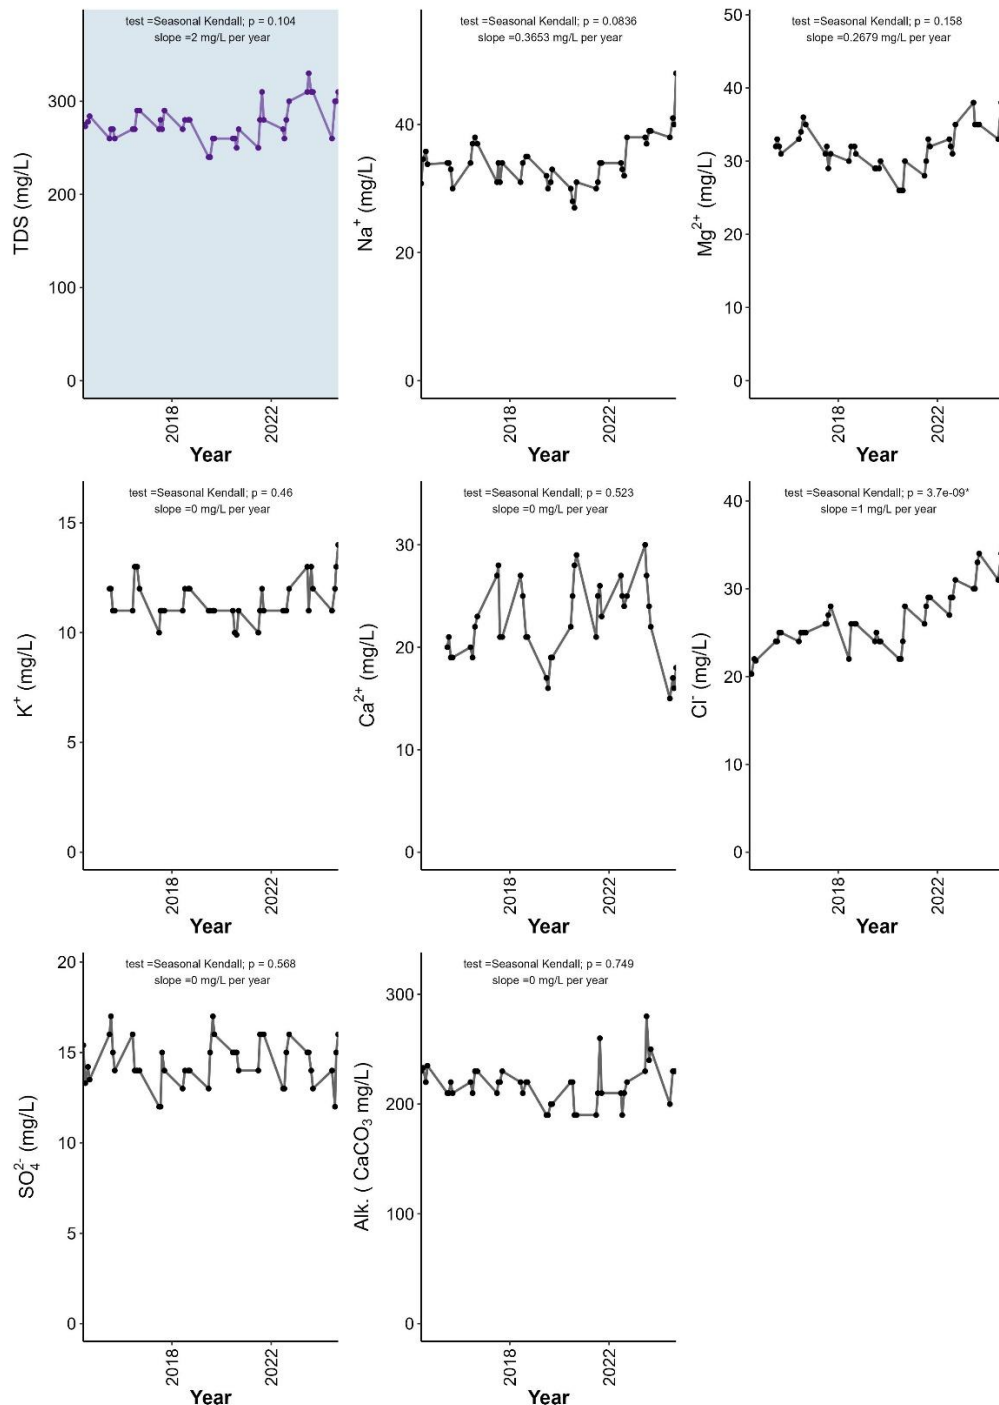 test =Seasonal Kendall; p = 0.104
slope =2 mg/L per year
TDS (mg/L)
300
200
100
0
2018
2022
Year
test =Seasonal Kendall; p = 0.0836
slope =0.3653 mg/L per year
Na⁺ (mg/L)
40
20
0
2018
2022
Year
test =Seasonal Kendall; p = 0.158
slope =0.2679 mg/L per year
Mg²⁺ (mg/L)
50
40
30
20
10
0
2018
2022
Year
test =Seasonal Kendall; p = 0.46
slope =0 mg/L per year
K⁺ (mg/L)
15
10
5
0
2018
2022
Year
test =Seasonal Kendall; p = 0.523
slope =0 mg/L per year
Ca²⁺ (mg/L)
30
20
10
0
2018
2022
Year
test =Seasonal Kendall; p = 3.7e-09*
slope =1 mg/L per year
Cl⁻ (mg/L)
40
30
20
10
0
2018
2022
Year
test =Seasonal Kendall; p = 0.568
slope =0 mg/L per year
SO₄²⁻ (mg/L)
20
15
10
5
0
2018
2022
Year
test =Seasonal Kendall; p = 0.749
slope =0 mg/L per year
Alk. ( CaCO₃ mg/L)
300
200
100
0
2018
2022
Year